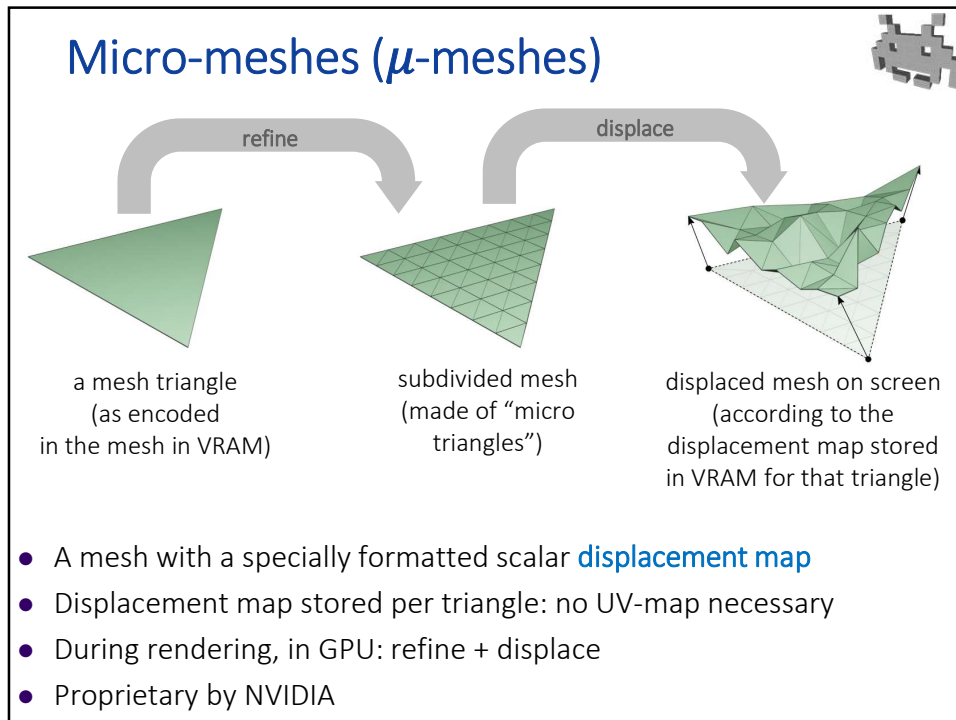 Micro-meshes (μ-meshes)
refine
displace
a mesh triangle
(as encoded
in the mesh in VRAM)
subdivided mesh
(made of “micro
triangles”)
displaced mesh on screen
(according to the
displacement map stored
in VRAM for that triangle)
● A mesh with a specially formatted scalar displacement map
● Displacement map stored per triangle: no UV-map necessary
● During rendering, in GPU: refine + displace
● Proprietary by NVIDIA